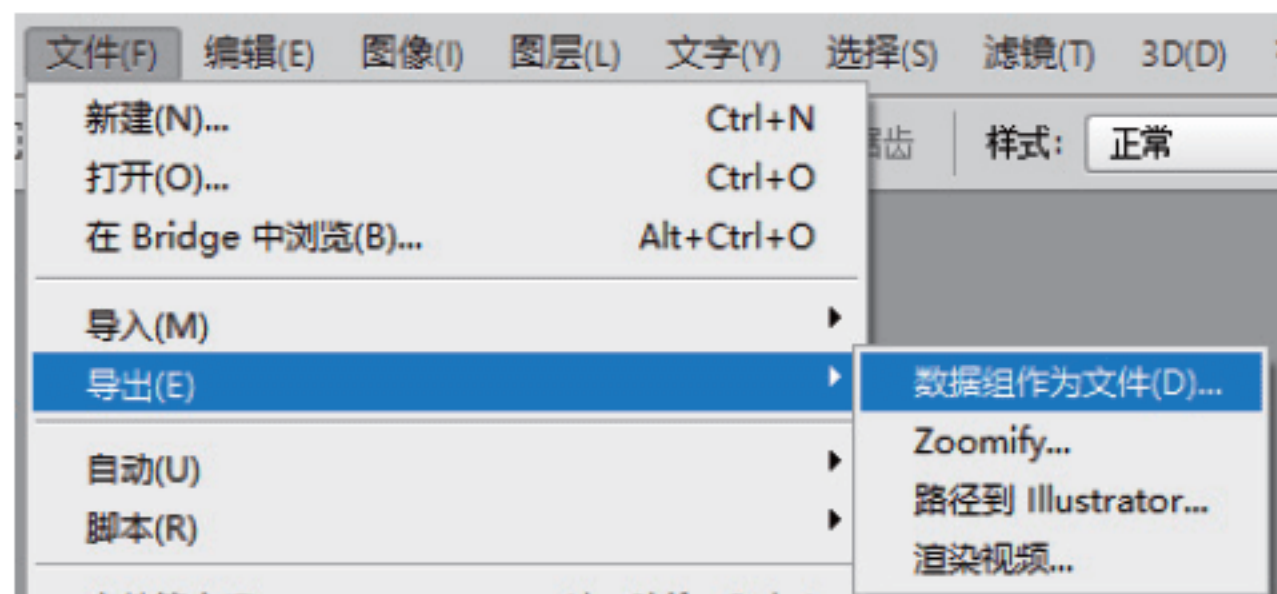 文件(F) 编辑(E) 图像(I) 图层(L) 文字(Y) 选择(S) 滤镜(T) 3D(D)
新建(N)... Ctrl+N
齿 样式: 正常
打开(O)... Ctrl+O
在 Bridge 中浏览(B)... Alt+Ctrl+O
导入(M)
导出(E) 数据组作为文件(D)...
Zoomify...
自动(U)
路径到 Illustrator...
脚本(R)
渲染视频...